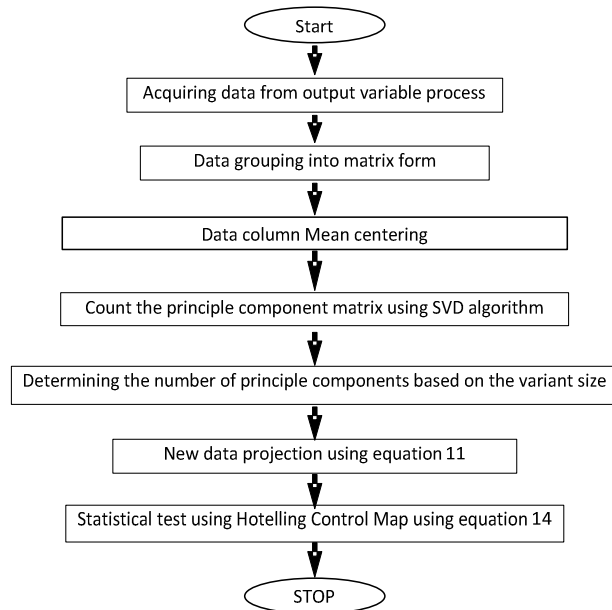 Start
Acquiring data from output variable process
Data grouping into matrix form
Data column Mean centering
Count the principle component matrix using SVD algorithm
Determining the number of principle components based on the variant size
New data projection using equation 11
Statistical test using Hotelling Control Map using equation 14
STOP